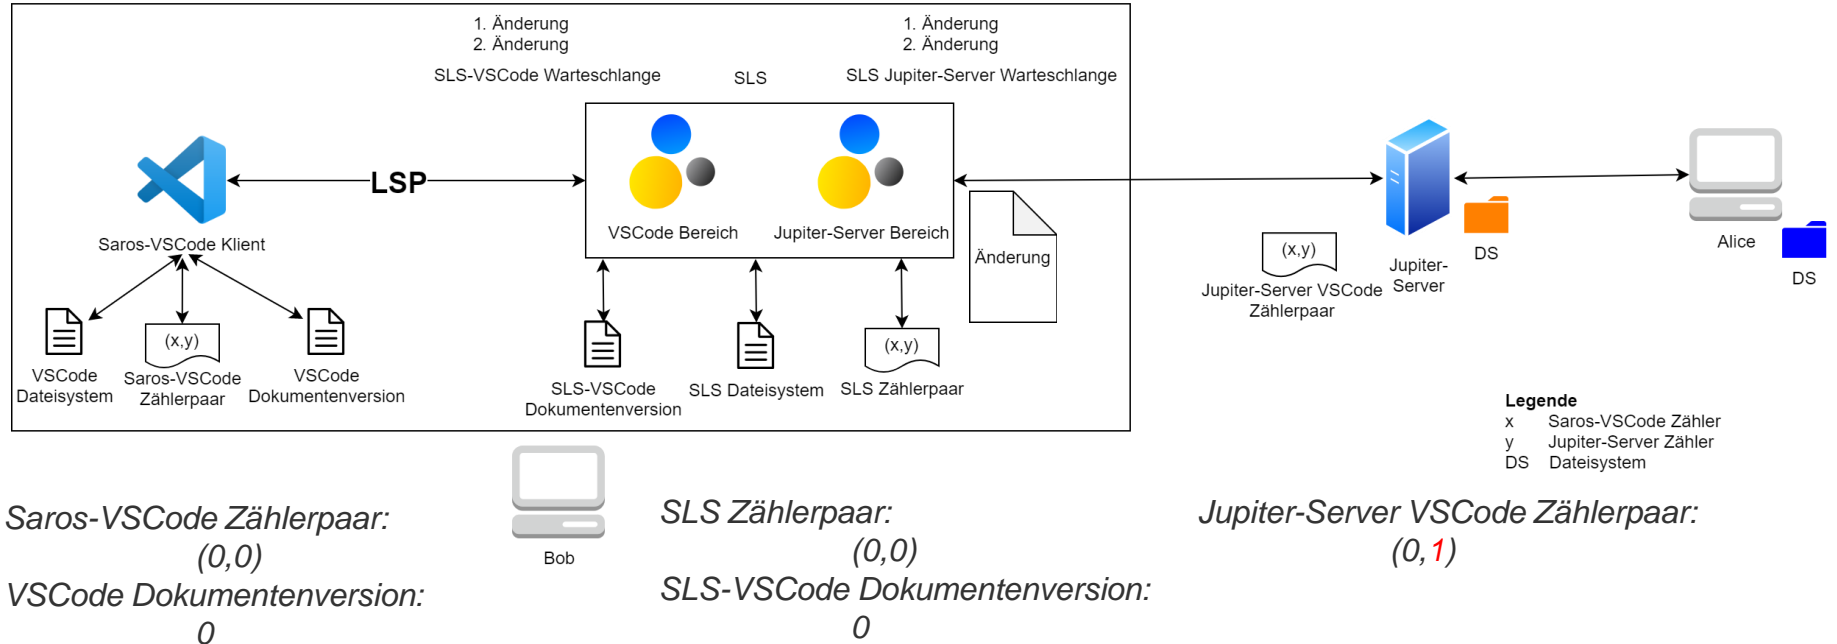 1. Änderung
2. Änderung
SLS-VSCode Warteschlange
SLS
1. Änderung
2. Änderung
SLS Jupiter-Server Warteschlange
LSP
Saros-VSCode Klient
VSCode Bereich
Jupiter-Server Bereich
Änderung
(x,y)
Jupiter-Server VSCode
Zählerpaar
Jupiter-
Server
DS
Alice
DS
VSCode
Dateisystem
(x,y)
Saros-VSCode
Zählerpaar
VSCode
Dokumentenversion
SLS-VSCode
Dokumentenversion
SLS Dateisystem
(x,y)
SLS Zählerpaar
Legende
x Saros-VSCode Zähler
y Jupiter-Server Zähler
DS Dateisystem
Bob
Saros-VSCode Zählerpaar:
(0,0)
VSCode Dokumentenversion:
0
SLS Zählerpaar:
(0,0)
SLS-VSCode Dokumentenversion:
0
Jupiter-Server VSCode Zählerpaar:
(0,1)